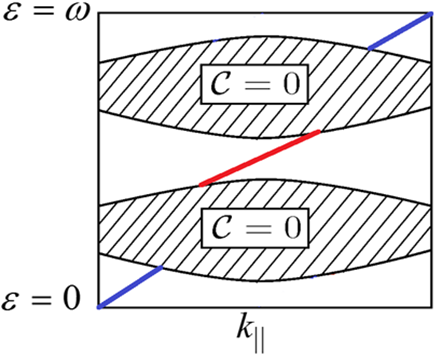 ε = ω
𝒞 = 0
𝒞 = 0
ε = 0
k||